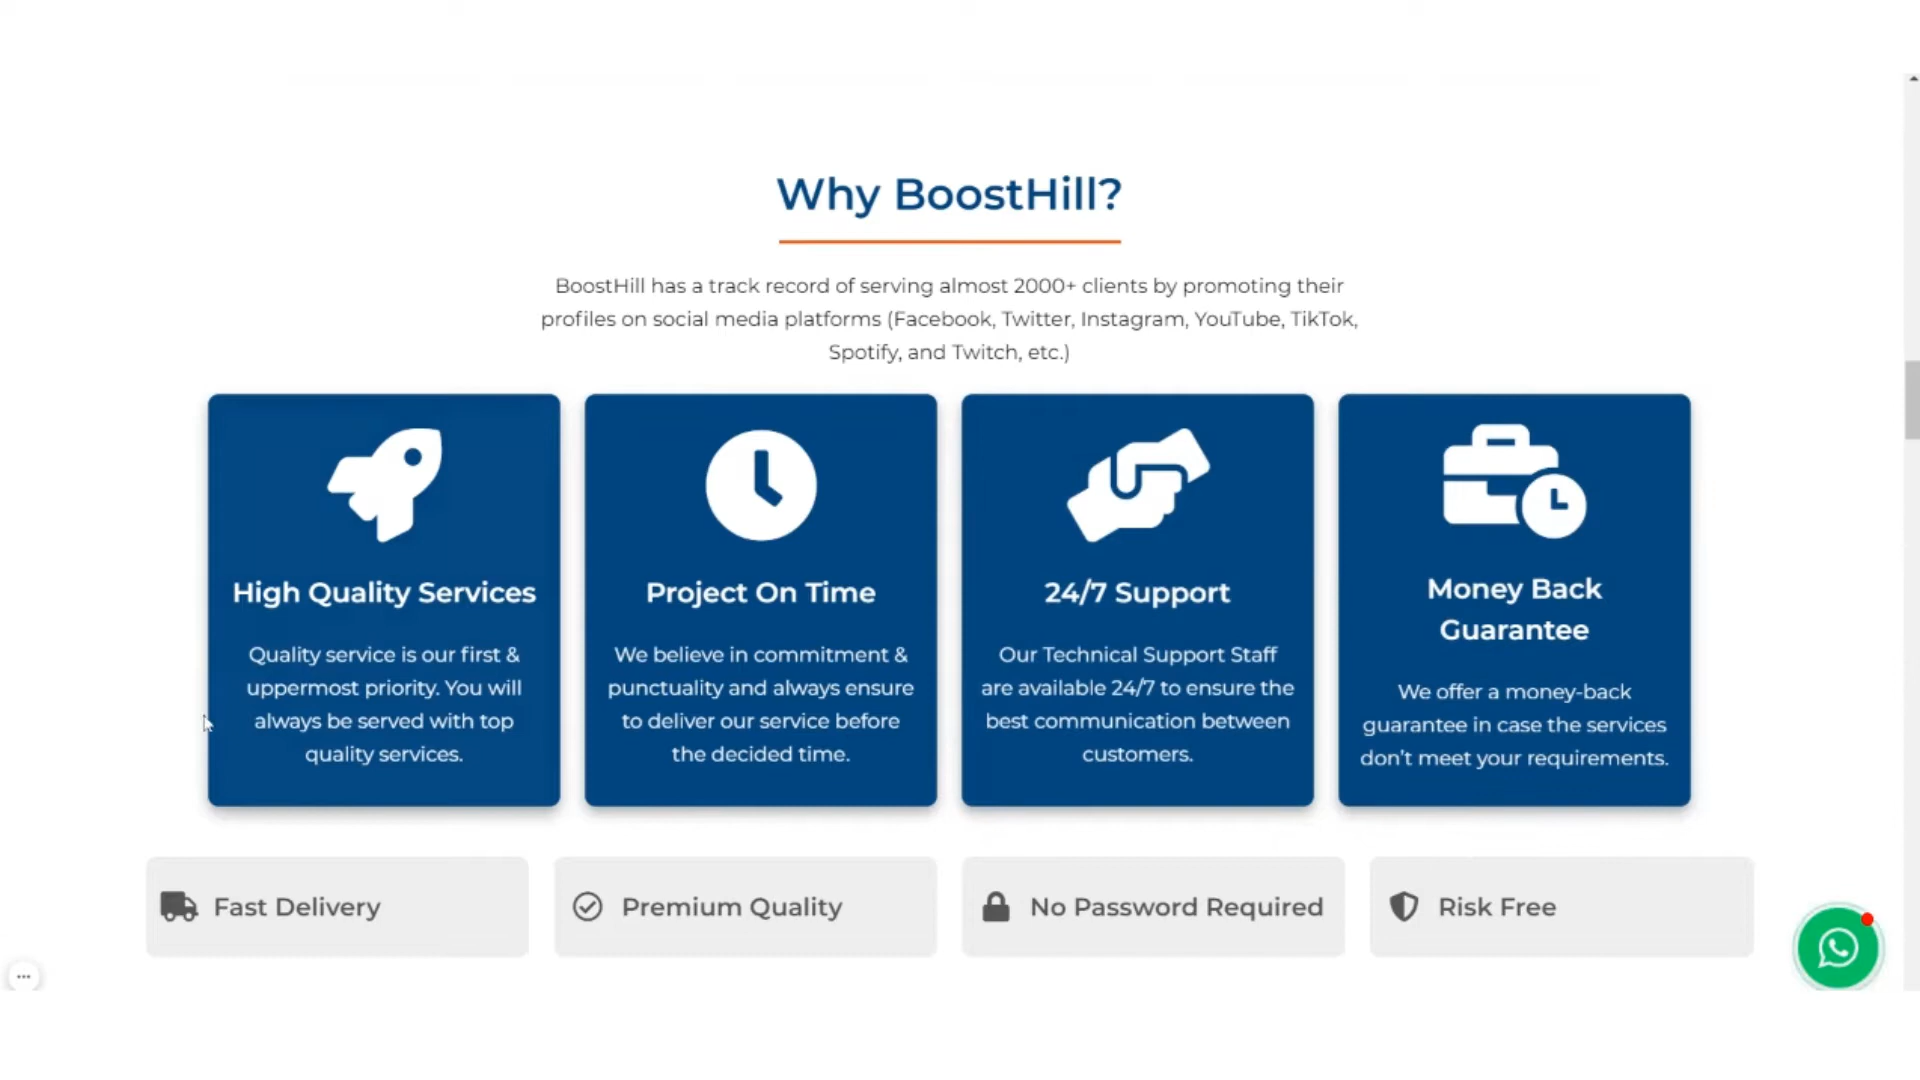 Why BoostHill?
BoostHill has a track record of serving almost 2000+ clients by promoting their
profiles on social media platforms (Facebook, Twitter, Instagram, YouTube, TikTok,
Spotify, and Twitch, etc.)
High Quality Services
Quality service is our first &
uppermost priority. You will
always be served with top
quality services.
Project On Time
We believe in commitment &
punctuality and always ensure
to deliver our service before
the decided time.
24/7 Support
Our Technical Support Staff
are available 24/7 to ensure the
best communication between
customers.
Money Back
Guarantee
We offer a money-back
guarantee in case the services
don't meet your requirements.
Fast Delivery
Premium Quality
No Password Required
Risk Free